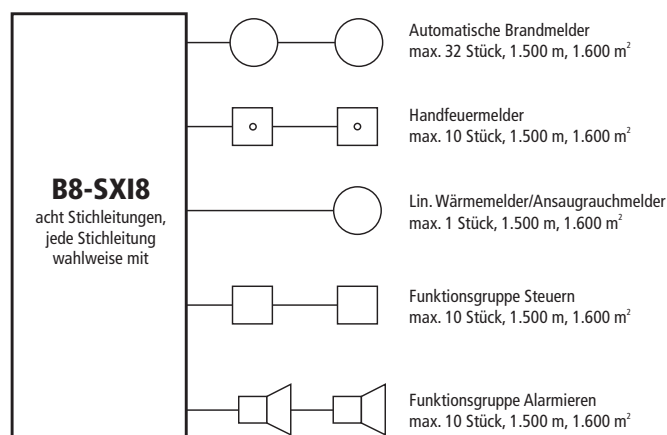 B8-SXI8
acht Stichleitungen,
jede Stichleitung
wahlweise mit
Automatische Brandmelder
max. 32 Stück, 1.500 m, 1.600 m²
Handfeuermelder
max. 10 Stück, 1.500 m, 1.600 m²
Lin. Wärmemelder/Ansaugrauchmelder
max. 1 Stück, 1.500 m, 1.600 m²
Funktionsgruppe Steuern
max. 10 Stück, 1.500 m, 1.600 m²
Funktionsgruppe Alarmieren
max. 10 Stück, 1.500 m, 1.600 m²